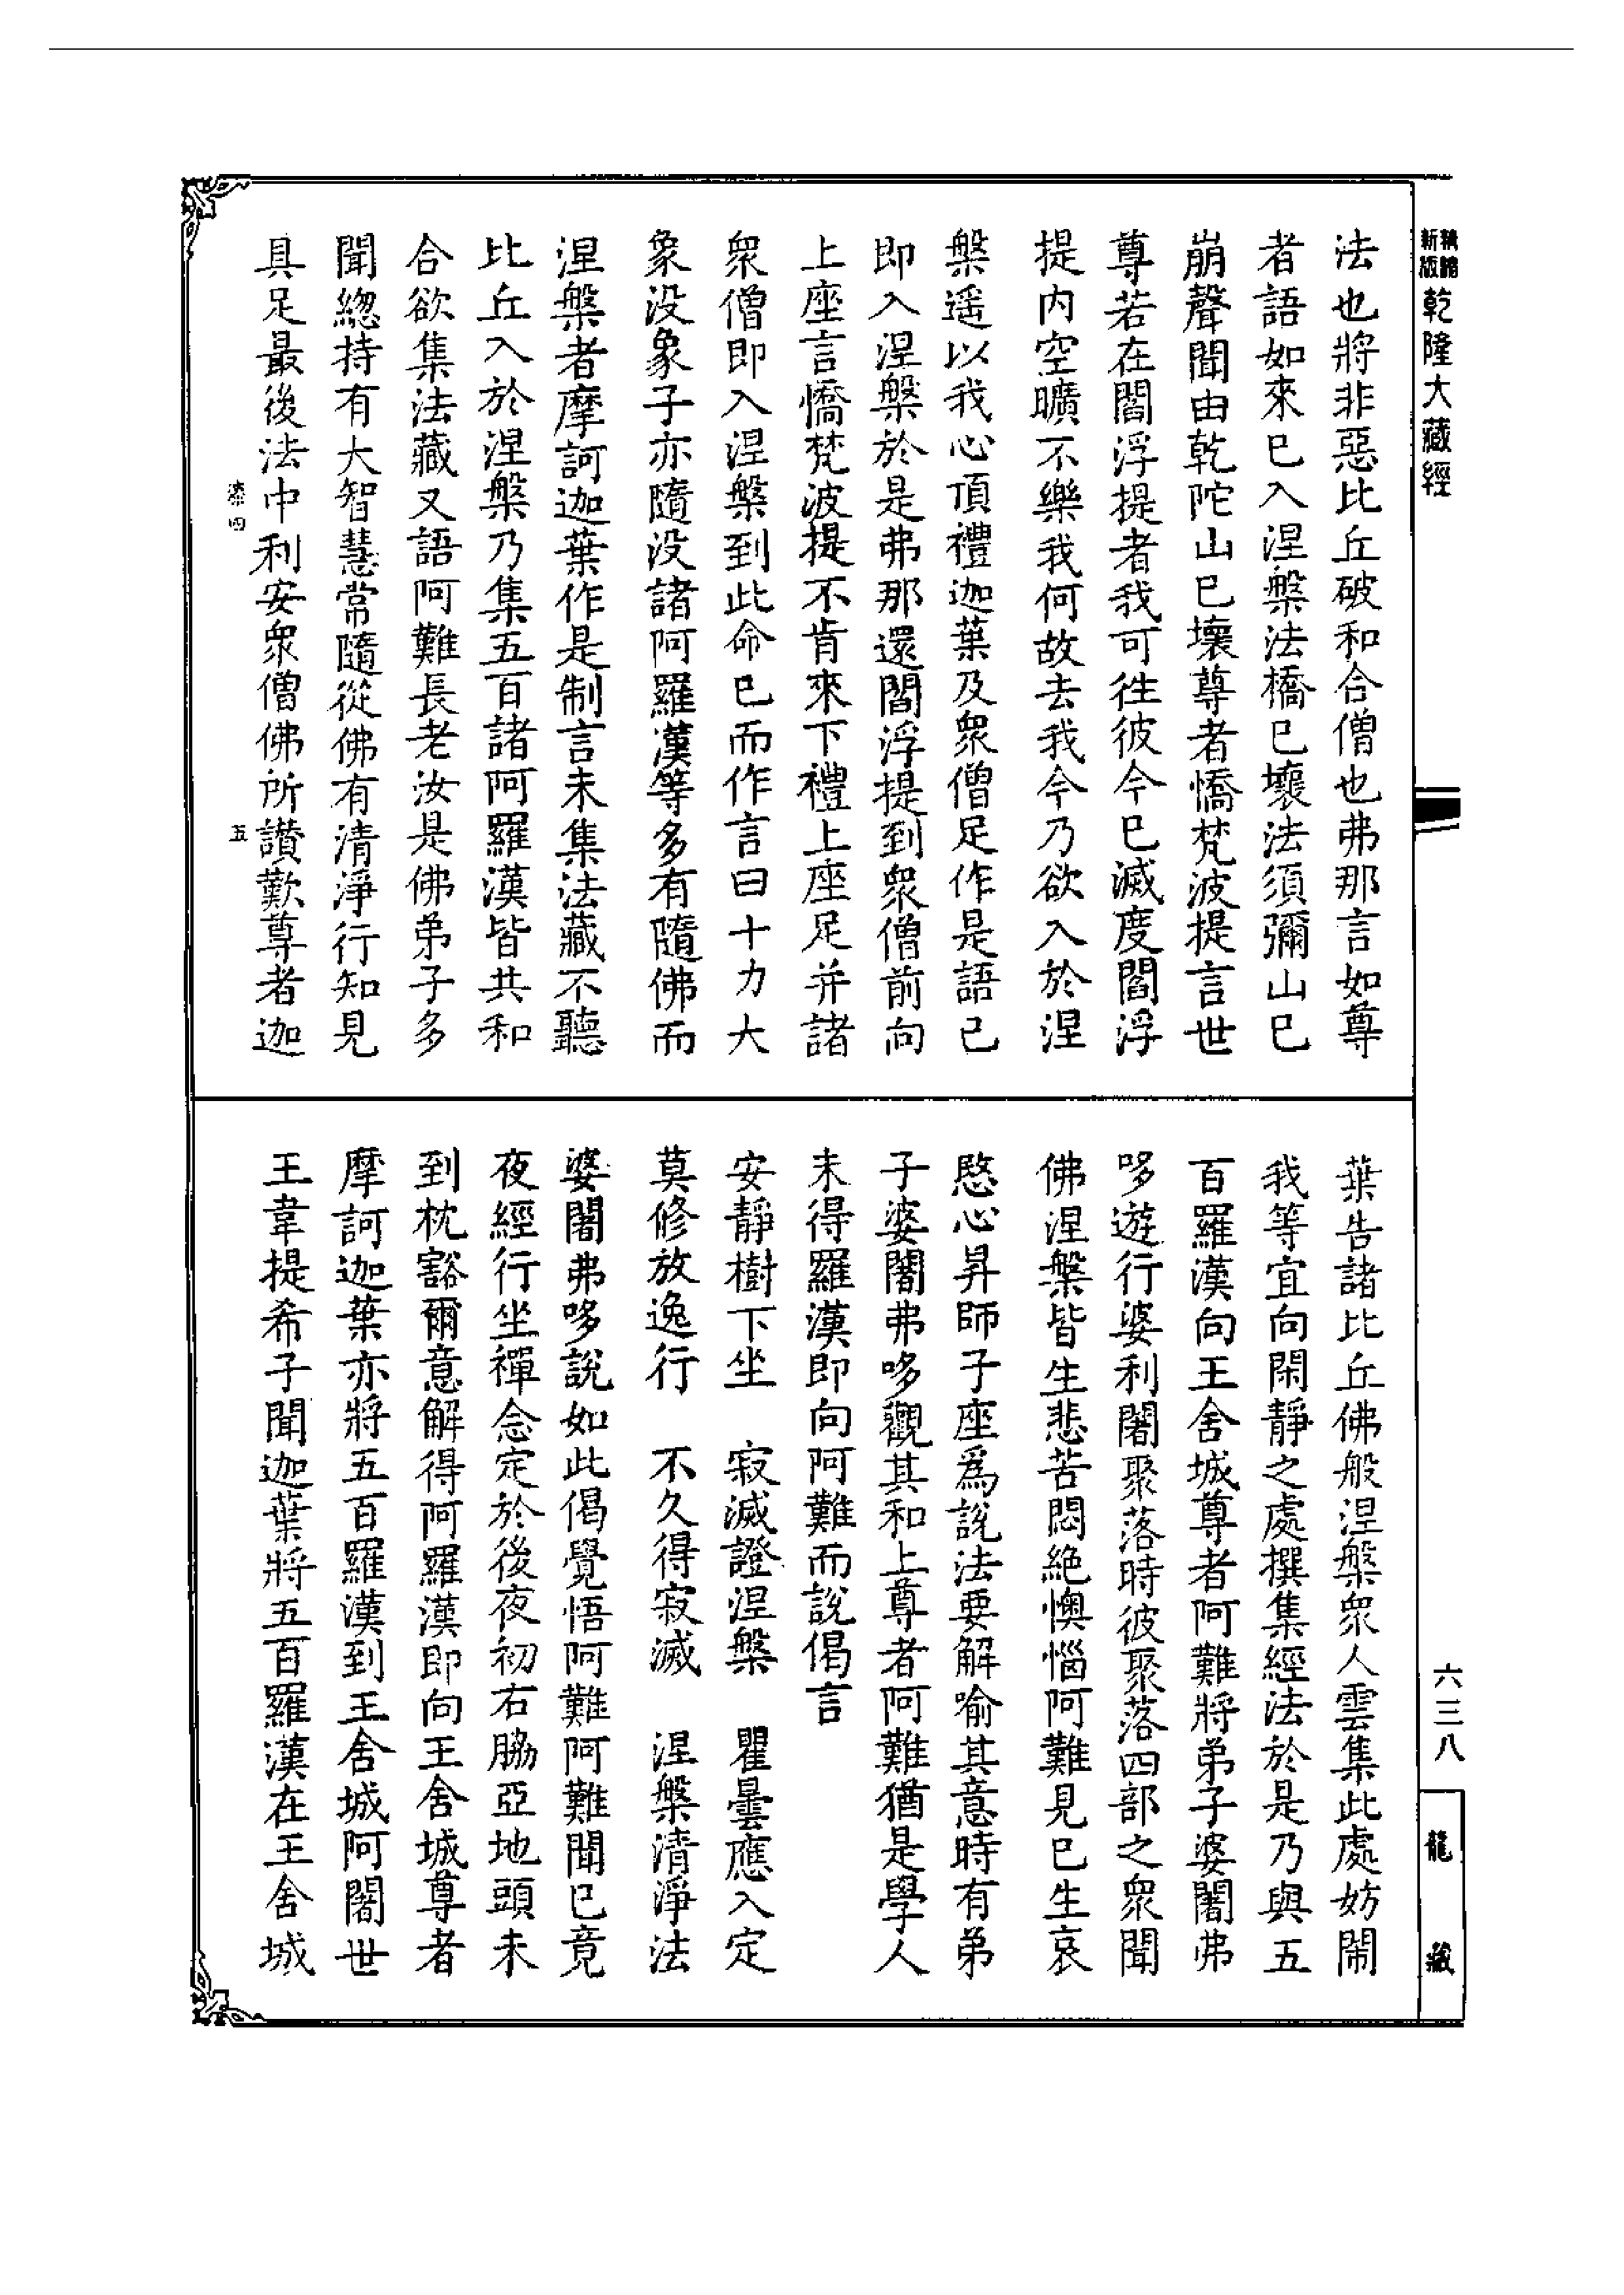 新版
精縮
乾隆大藏經
法也將非惡比丘破和合僧也弗那言如尊
者語如來已入涅槃法橋已壞法須彌山已
崩聲聞由乾陀山已壞尊者憍梵波提言世
尊若在閻浮提者我可徃彼今已滅度閻浮
提内空曠不樂我何故去我今乃欲入於涅
槃遥以我心頂禮迦葉及衆僧足作是語已
即入涅槃於是弗那還閻浮提到衆僧前向
上座言憍梵波提不肯來下禮上座足并諸
衆僧即入涅槃到此命已而作言曰十力大
象没象子亦隨没諸阿羅漢等多有隨佛而
涅槃者摩訶迦葉作是制言未集法藏不聽
比丘入於涅槃乃集五百諸阿羅漢皆共和
合欲集法藏又語阿難長老汝是佛弟子多
聞總持有大智慧常隨從佛有清淨行知見
具足最後法中利安衆僧佛所讚歎尊者迦
漆四
五
葉告諸比丘佛般涅槃衆人雲集此處妨閙
我等宜向閑靜之處撰集經法於是乃與五
百羅漢向王舍城尊者阿難將弟子婆闍弗
哆遊行婆利闍聚落時彼聚落四部之衆聞
佛涅槃皆生悲苦悶絶懊惱阿難見已生哀
愍心昇師子座爲說法要解喻其意時有弟
子婆闍弗哆觀其和上尊者阿難猶是學人
未得羅漢即向阿難而說偈言
安靜樹下坐　寂滅證涅槃　瞿曇應入定
莫修放逸行　不久得寂滅　涅槃清淨法
婆闍弗哆說如此偈覺悟阿難阿難聞已竟
夜經行坐禪念定於後夜初右脇亞地頭未
到枕豁爾意解得阿羅漢即向王舍城尊者
摩訶迦葉亦將五百羅漢到王舍城阿闍世
王韋提希子聞迦葉將五百羅漢在王舍城
六三八
龍藏